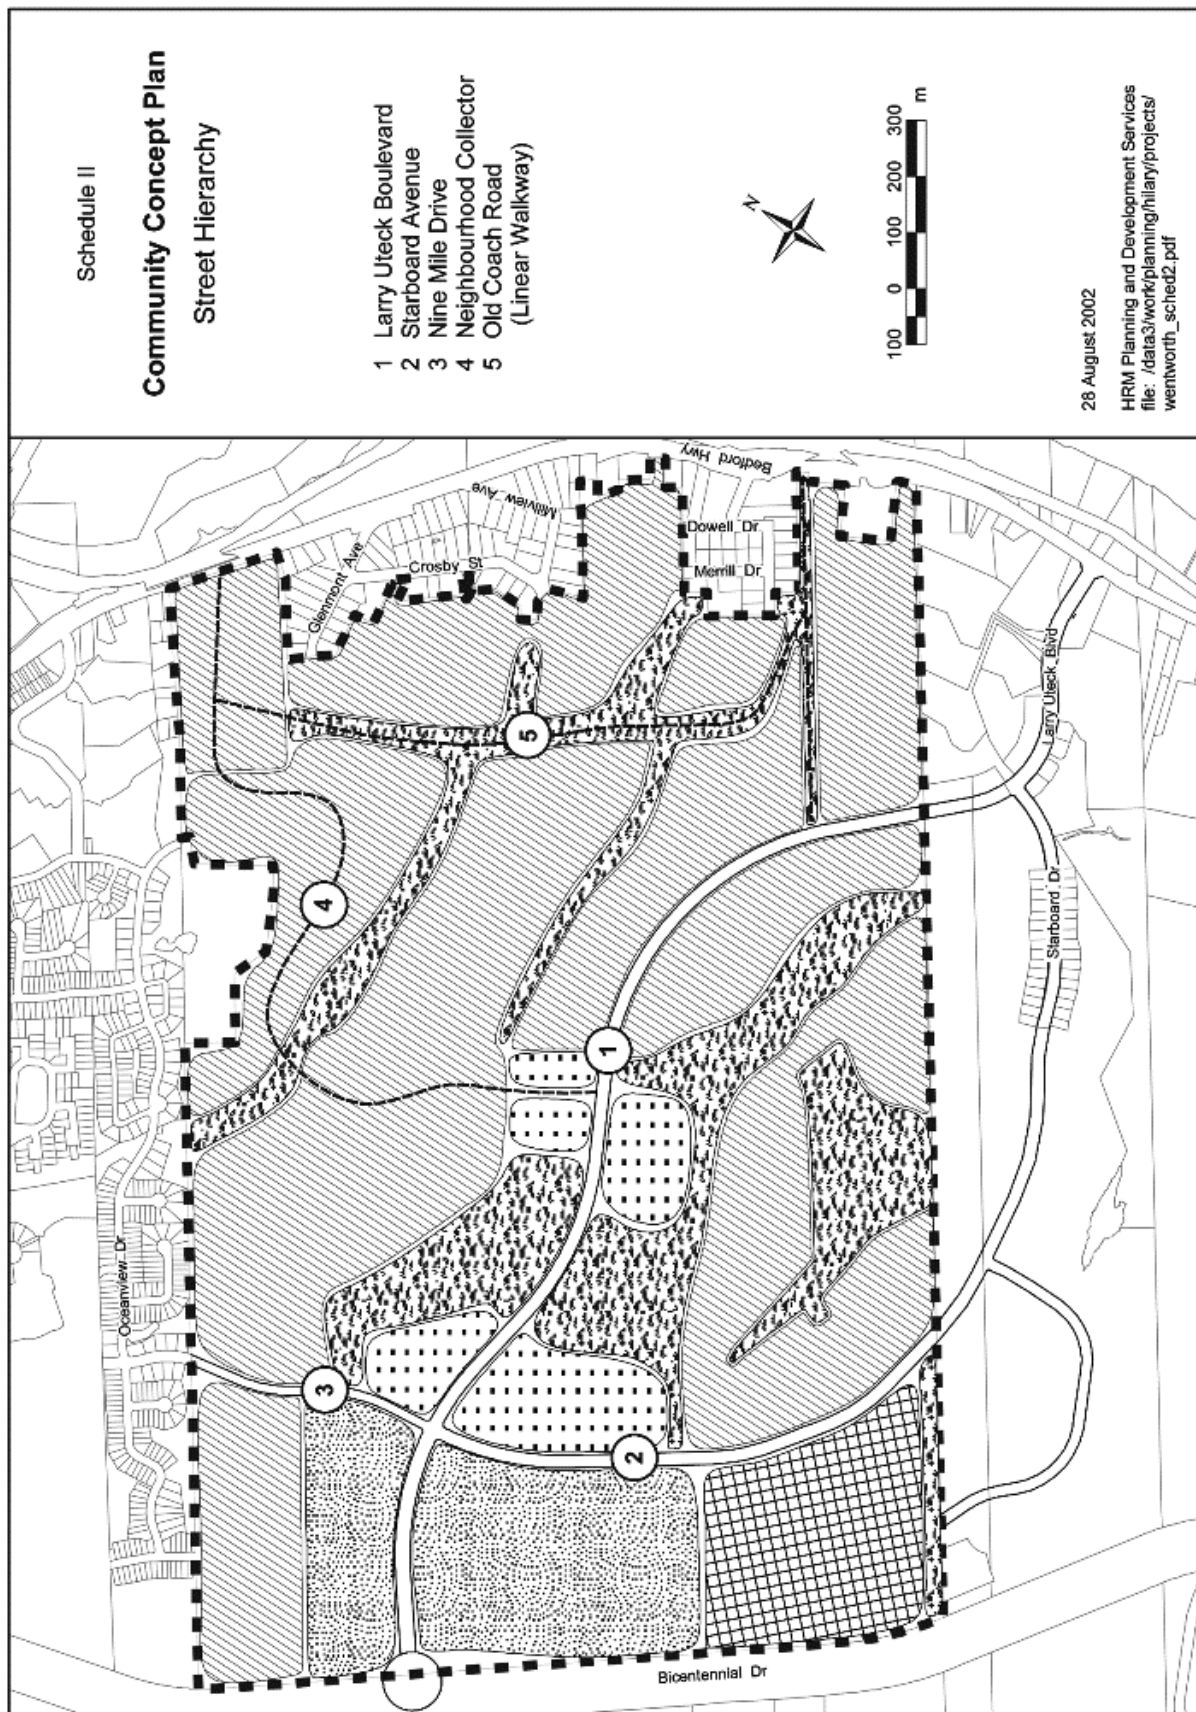 Schedule II
Community Concept Plan
Street Hierarchy
1 Larry Uteck Boulevard
2 Starboard Avenue
3 Nine Mile Drive
4 Neighbourhood Collector
5 Old Coach Road
(Linear Walkway)
N
100 0 100 200 300 m
28 August 2002
HRM Planning and Development Services
file: /data3/work/planning/hilary/projects/
wentworth_sched2.pdf
Bedford Hwy
Millview Ave
Glenmont Ave
Crosby St
Dowell Dr
Merrill Dr
Larry Uteck Blvd
Starboard Dr
Oceanview Dr
Bicentennial Dr
1
2
3
4
5